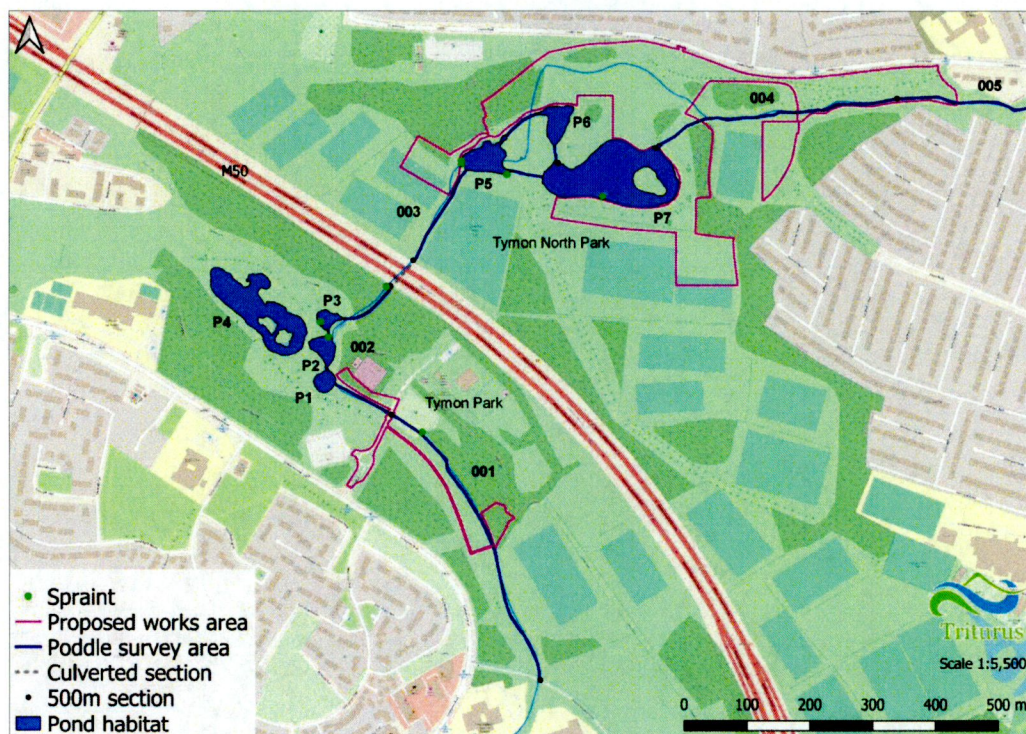 004
005
P6
M50
P5
P7
003
Tymon North Park
P3
P4
002
P2
P1
Tymon Park
001
Spraint
Proposed works area
Poddle survey area
Culverted section
500m section
Pond habitat
Triturus
Scale 1:5,500
0 100 200 300 400 500 m